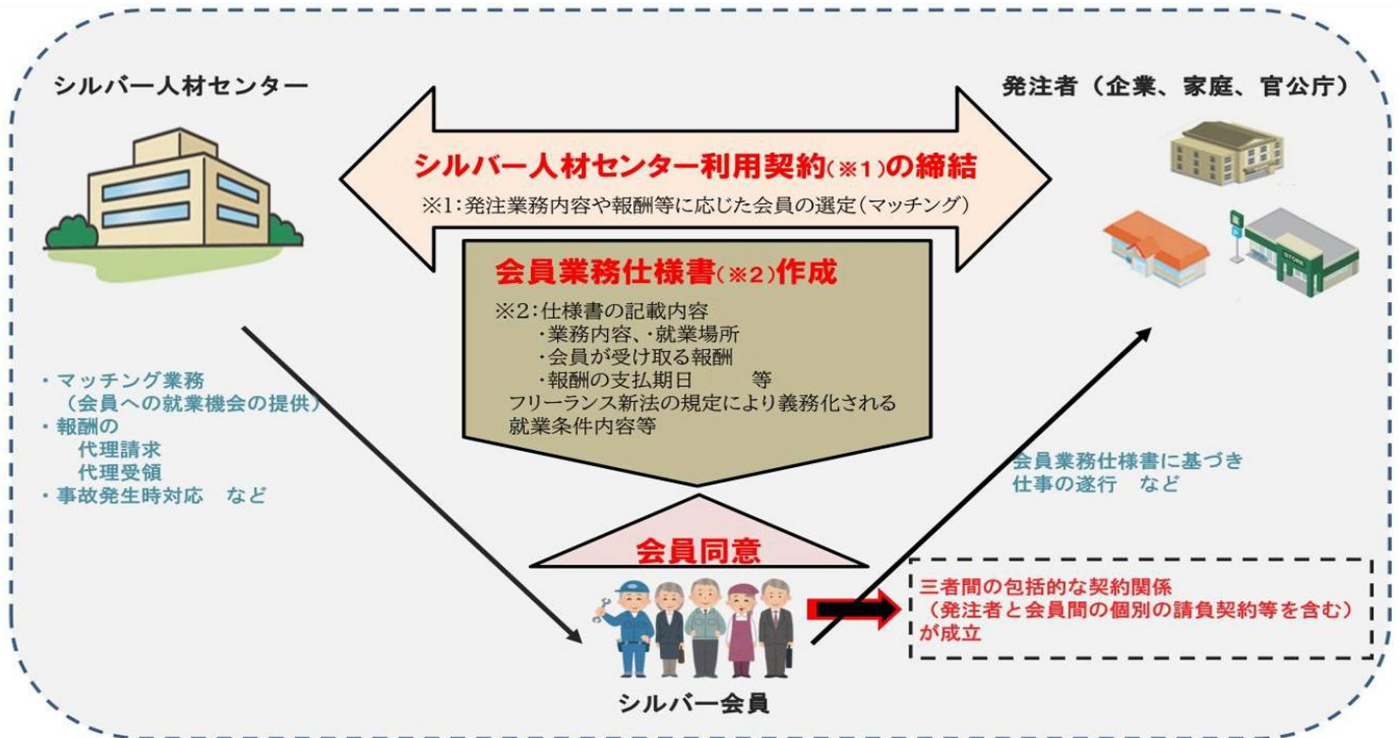 シルバー人材センター
発注者（企業、家庭、官公庁）
シルバー人材センター利用契約(※1)の締結
※1:発注業務内容や報酬等に応じた会員の選定(マッチング)
STORE
会員業務仕様書(※2)作成
※2:仕様書の記載内容
・業務内容、・就業場所
・会員が受け取る報酬
・報酬の支払期日　　等
フリーランス新法の規定により義務化される
就業条件内容等
・マッチング業務
（会員への就業機会の提供）
・報酬の
代理請求
代理受領
・事故発生時対応　など
会員業務仕様書に基づき
仕事の遂行　など
会員同意
三者間の包括的な契約関係
（発注者と会員間の個別の請負契約等を含む）
が成立
シルバー会員